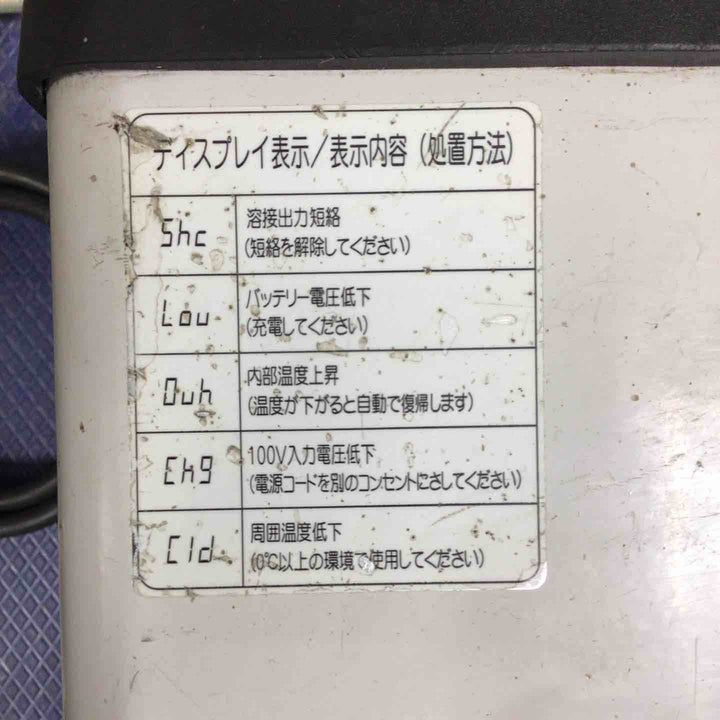 ディスプレイ表示/表示内容 (処置方法)
Shc
溶接出力短絡
(短絡を解除してください)
Lou
バッテリー電圧低下
(充電してください)
Ouh
内部温度上昇
(温度が下がると自動で復帰します)
Chg
100V入力電圧低下
(電源コードを別のコンセントにさしてください)
Cld
周囲温度低下
(0℃以上の環境で使用してください)